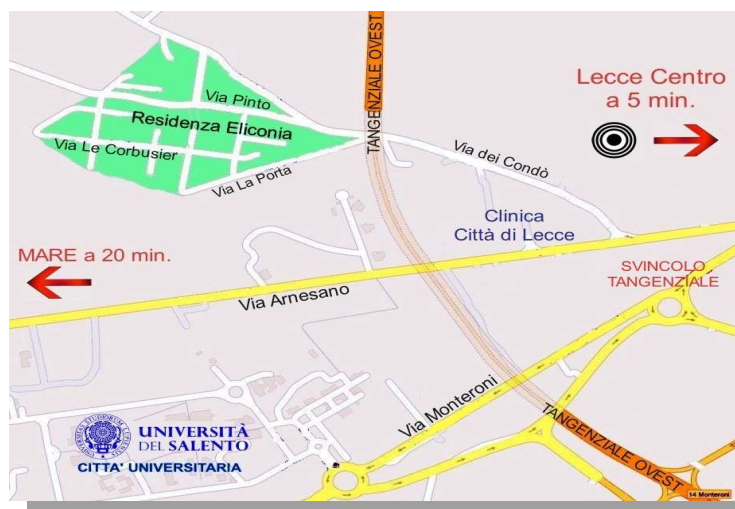 TANGENZIALE OVEST
Lecce Centro
a 5 min.
Via Pinto
Residenza Eliconia
Via Le Corbusier
Via La Porta
Via dei Condò
Clinica
Città di Lecce
MARE a 20 min.
SVINCOLO
TANGENZIALE
Via Arnesano
Via Monteroni
UNIVERSITÀ
DEL SALENTO
CITTA' UNIVERSITARIA
TANGENZIALE OVEST
14 Monteroni